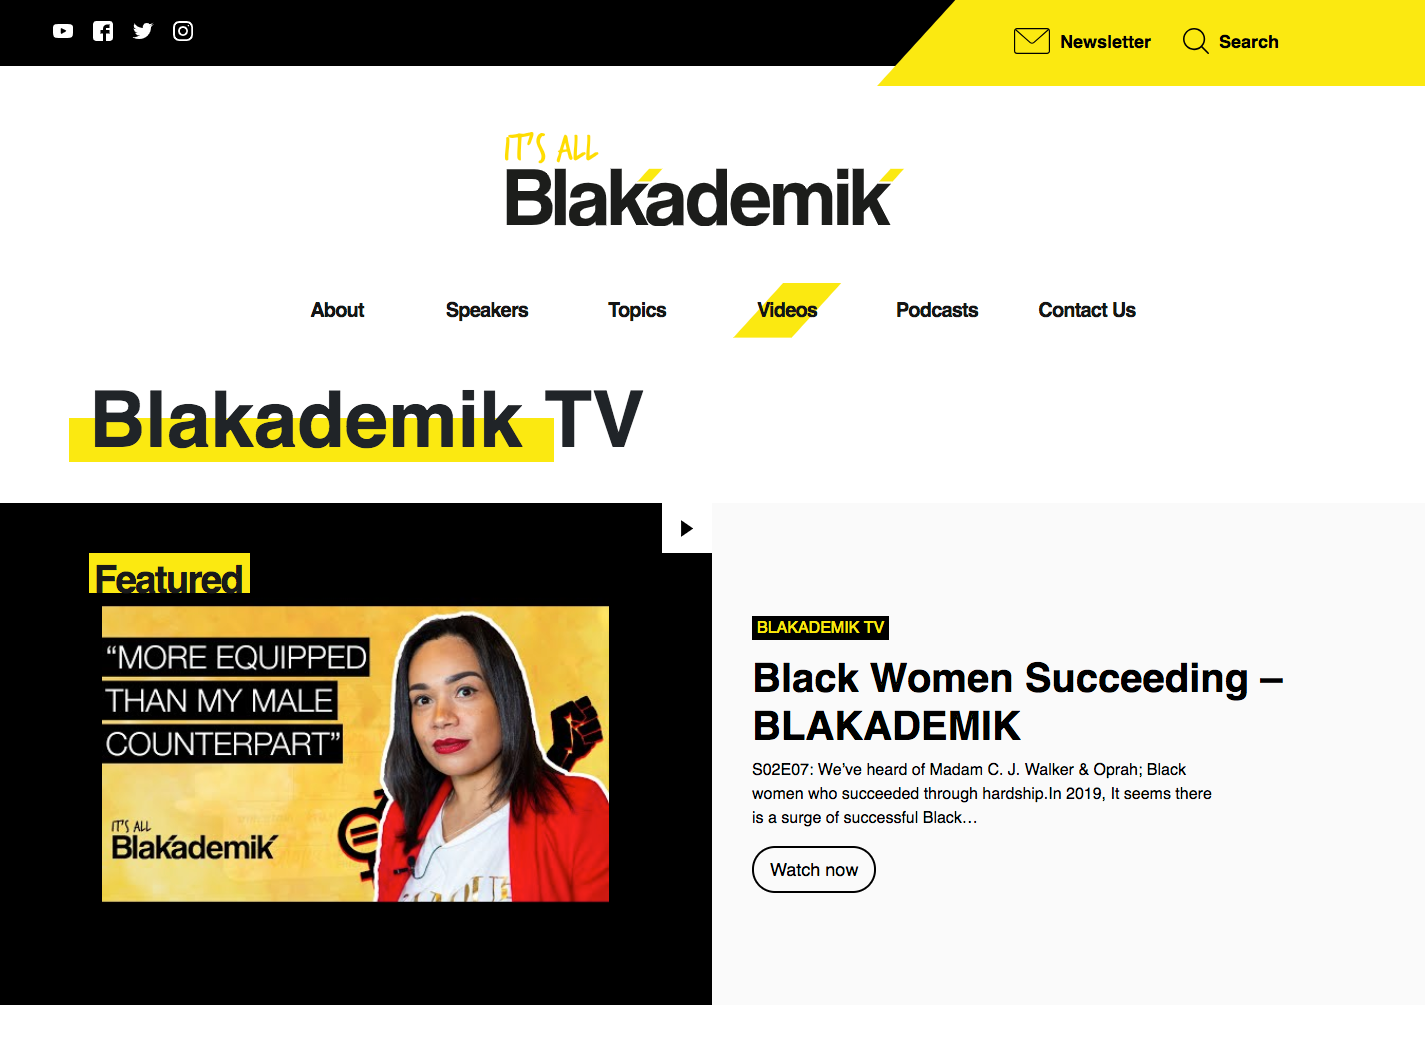 Newsletter
Search
IT'S ALL
Blakademik
About
Speakers
Topics
Videos
Podcasts
Contact Us
Blakademik TV
Featured
“MORE EQUIPPED
THAN MY MALE
COUNTERPART”
IT'S ALL
Blakademik
BLAKADEMIK TV
Black Women Succeeding –
BLAKADEMIK
S02E07: We’ve heard of Madam C. J. Walker & Oprah; Black
women who succeeded through hardship.In 2019, It seems there
is a surge of successful Black…
Watch now